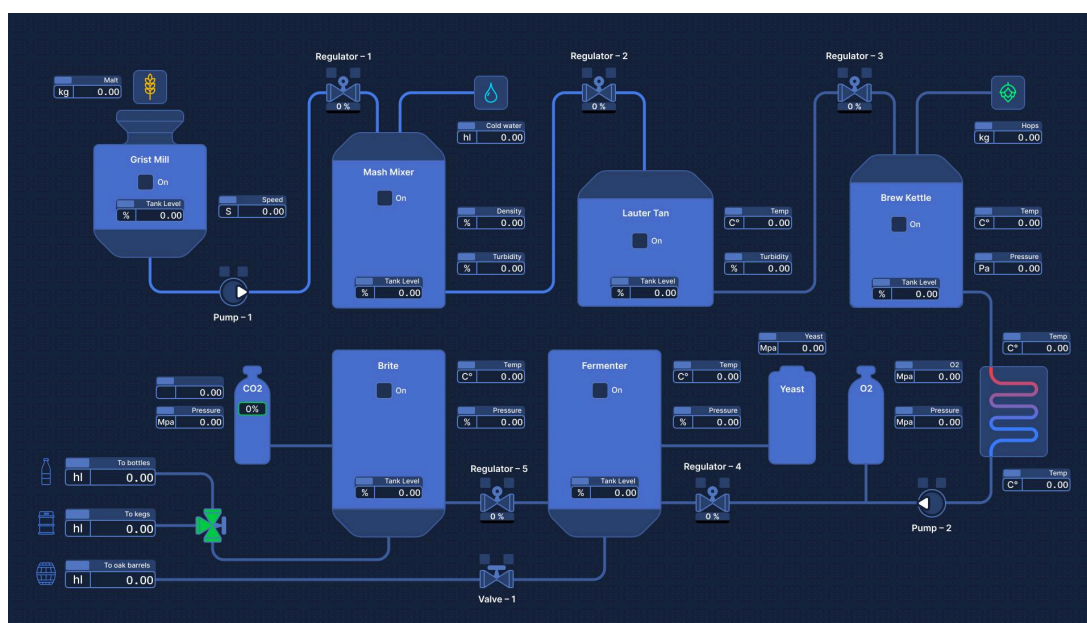 Regulator – 1
Regulator – 2
Regulator – 3
0 %
0 %
0 %
Malt
kg 0.00
Cold water
hl 0.00
Hops
kg 0.00
Grist Mill
On
Tank Level
% 0.00
Speed
S 0.00
Pump – 1
Mash Mixer
On
Tank Level
% 0.00
Density
% 0.00
Turbidity
% 0.00
Lauter Tan
On
Tank Level
% 0.00
Temp
C° 0.00
Turbidity
% 0.00
Brew Kettle
On
Tank Level
% 0.00
Temp
C° 0.00
Pressure
Pa 0.00
0.00
Pressure
Mpa 0.00
CO2
0%
Brite
On
Tank Level
% 0.00
Temp
C° 0.00
Pressure
% 0.00
Regulator – 5
0 %
Fermenter
On
Tank Level
% 0.00
Temp
C° 0.00
Pressure
% 0.00
Regulator – 4
0 %
Yeast
Mpa 0.00
Yeast
O2
O2
Mpa 0.00
Pressure
Mpa 0.00
Temp
C° 0.00
Temp
C° 0.00
Pump – 2
To bottles
hl 0.00
To kegs
hl 0.00
To oak barrels
hl 0.00
Valve – 1